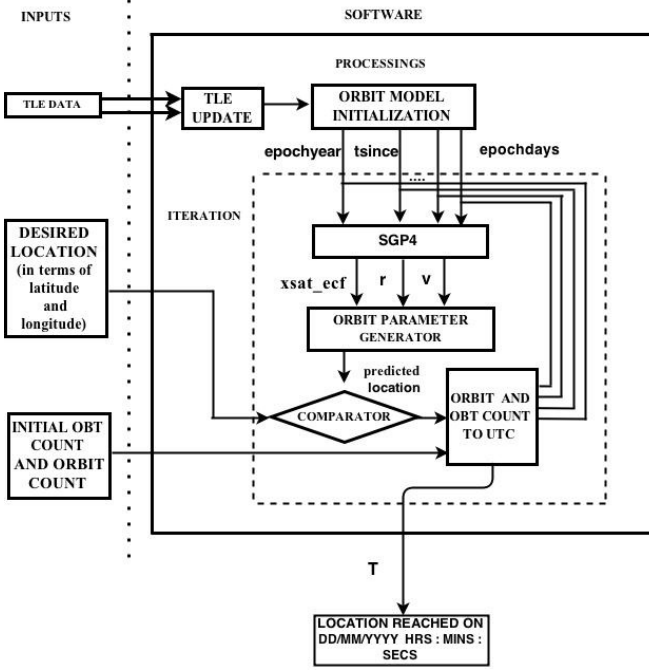 INPUTS
SOFTWARE
PROCESSINGS
TLE DATA
TLE
UPDATE
ORBIT MODEL
INITIALIZATION
epochyear tsince epochdays
....
ITERATION
DESIRED
LOCATION
(in terms of
latitude
and
longitude)
SGP4
xsat_ecf r v
ORBIT PARAMETER
GENERATOR
predicted
location
COMPARATOR
ORBIT AND
OBT COUNT
TO UTC
INITIAL OBT
COUNT
AND ORBIT
COUNT
T
LOCATION REACHED ON
DD/MM/YYYY HRS : MINS :
SECS